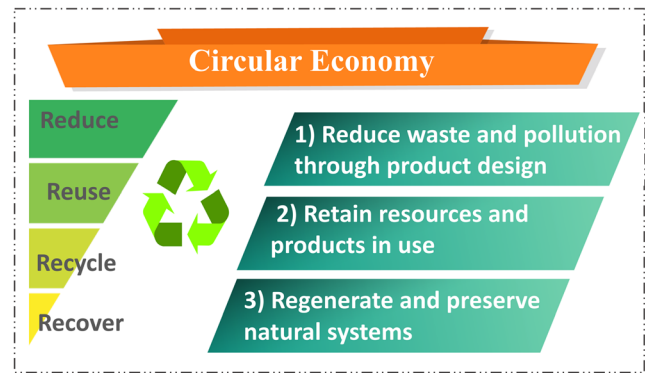 Circular Economy
Reduce
Reuse
Recycle
Recover
1) Reduce waste and pollution
through product design
2) Retain resources and
products in use
3) Regenerate and preserve
natural systems